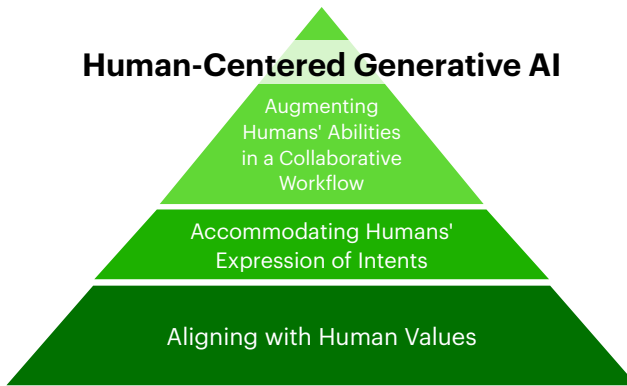 Human-Centered Generative AI
Augmenting
Humans' Abilities
in a Collaborative
Workflow
Accommodating Humans'
Expression of Intents
Aligning with Human Values